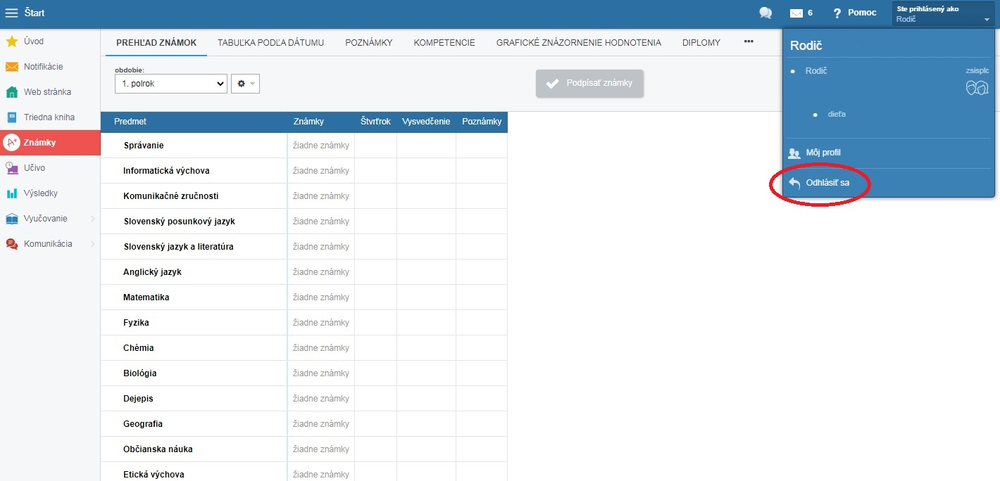 Štart
6
Pomoc
Ste prihlásený ako
Rodič
Úvod
Notifikácie
Web stránka
Triedna kniha
Známky
Učivo
Výsledky
Vyučovanie
Komunikácia
PREHĽAD ZNÁMOK TABUĽKA PODĽA DÁTUMU POZNÁMKY KOMPETENCIE GRAFICKÉ ZNÁZORNENIE HODNOTENIA DIPLOMY •••
obdobie:
1. polrok
Podpísať známky
Rodič
Rodič zsisplc
dieťa
Môj profil
Odhlásiť sa
Predmet Známky Štvrťrok Vysvedčenie Poznámky
Správanie žiadne známky
Informatická výchova žiadne známky
Komunikačné zručnosti žiadne známky
Slovenský posunkový jazyk žiadne známky
Slovenský jazyk a literatúra žiadne známky
Anglický jazyk žiadne známky
Matematika žiadne známky
Fyzika žiadne známky
Chémia žiadne známky
Biológia žiadne známky
Dejepis žiadne známky
Geografia žiadne známky
Občianska náuka žiadne známky
Etická výchova žiadne známky